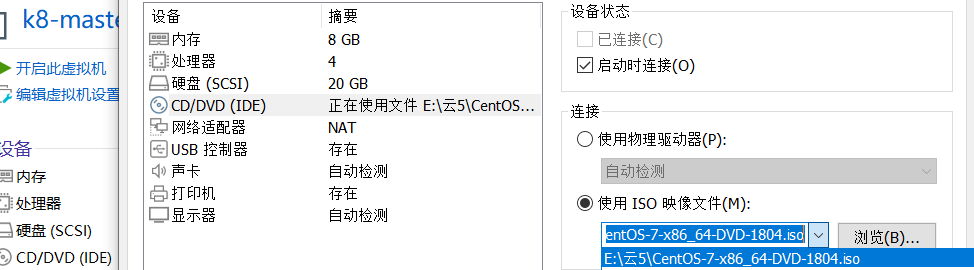 k8-maste
开启此虚拟机
编辑虚拟机设置
设备
内存
处理器
硬盘 (SCSI)
CD/DVD (IDE)
设备 摘要
内存 8 GB
处理器 4
硬盘 (SCSI) 20 GB
CD/DVD (IDE) 正在使用文件 E:\云5\CentOS...
网络适配器 NAT
USB 控制器 存在
声卡 自动检测
打印机 存在
显示器 自动检测
设备状态
已连接(C)
启动时连接(O)
连接
使用物理驱动器(P):
自动检测
使用 ISO 映像文件(M):
entOS-7-x86_64-DVD-1804.iso 浏览(B)...
E:\云5\CentOS-7-x86_64-DVD-1804.iso